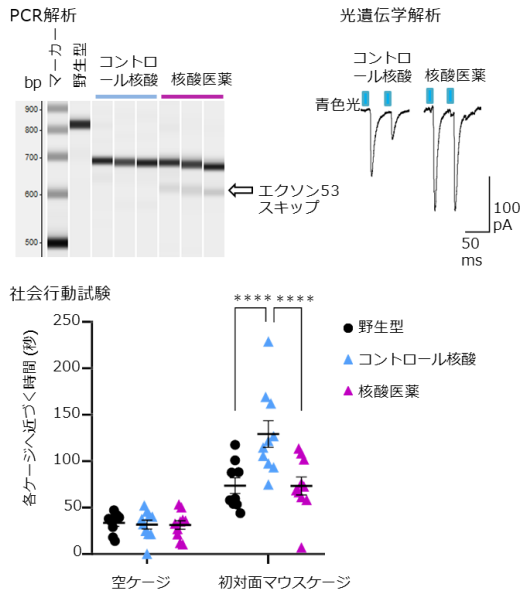 PCR解析
光遺伝学解析
bp
マーカー
野生型
コントロ
ール核酸
核酸医薬
900
800
700
600
500
エクソン53
スキップ
コントロ
ール核酸
核酸医薬
青色光
100
pA
50
ms
社会行動試験
各ケージへ近づく時間 (秒)
250
200
150
100
50
0
****
****
野生型
コントロール核酸
核酸医薬
空ケージ
初対面マウスケージ